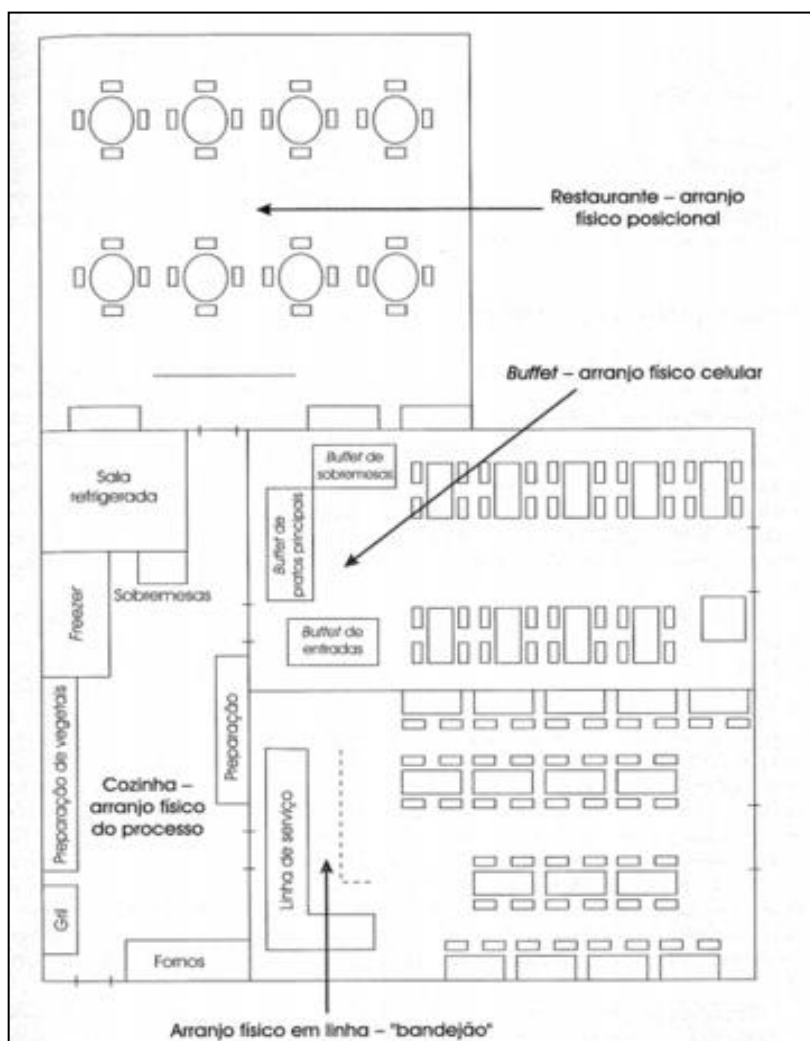 Restaurante – arranjo
físico posicional
Buffet – arranjo físico celular
Buffet de
sobremesas
Sala
refrigerada
Buffet de
pratos principais
Freezer
Sobremesas
Buffet de
entradas
Preparação de vegetais
Preparação
Cozinha –
arranjo físico
do processo
Linha de serviço
Gril
Fornos
Arranjo físico em linha – "bandejão"